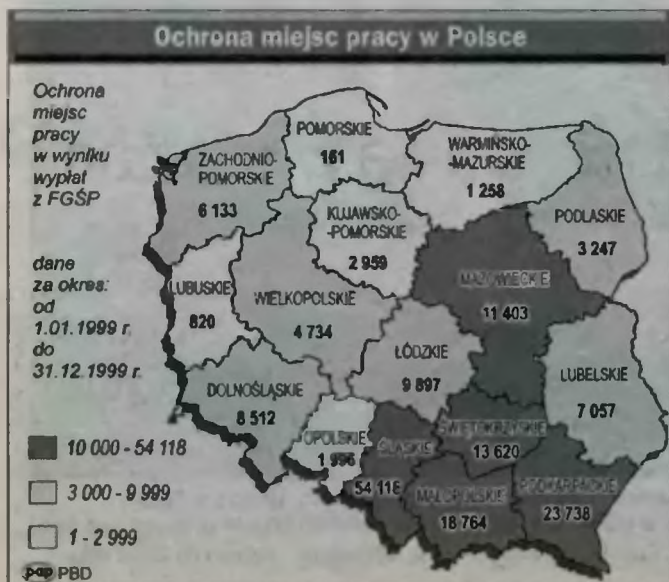 Ochrona miejsc pracy w Polsce
Ochrona
miejsc
pracy
w wyniku
wypłat
z FGŚP
dane
za okres:
od
1.01.1999 r.
do
31.12.1999 r.
POMORSKIE
161
WARMIŃSKO-
MAZURSKIE
1 258
ZACHODNIO-
POMORSKIE
6 133
PODLASKIE
3 247
KUJAWSKO-
-POMORSKIE
2 959
MAZOWIECKIE
11 403
LUBUSKIE
820
WIELKOPOLSKIE
4 734
ŁÓDZKIE
9 897
LUBELSKIE
7 057
DOLNOŚLĄSKIE
8 512
OPOLSKIE
1 996
ŚLĄSKIE
54 118
ŚWIĘTOKRZYSKIE
13 620
MAŁOPOLSKIE
18 764
PODKARPACKIE
23 738
10 000 - 54 118
3 000 - 9 999
1 - 2 999
pap PBD